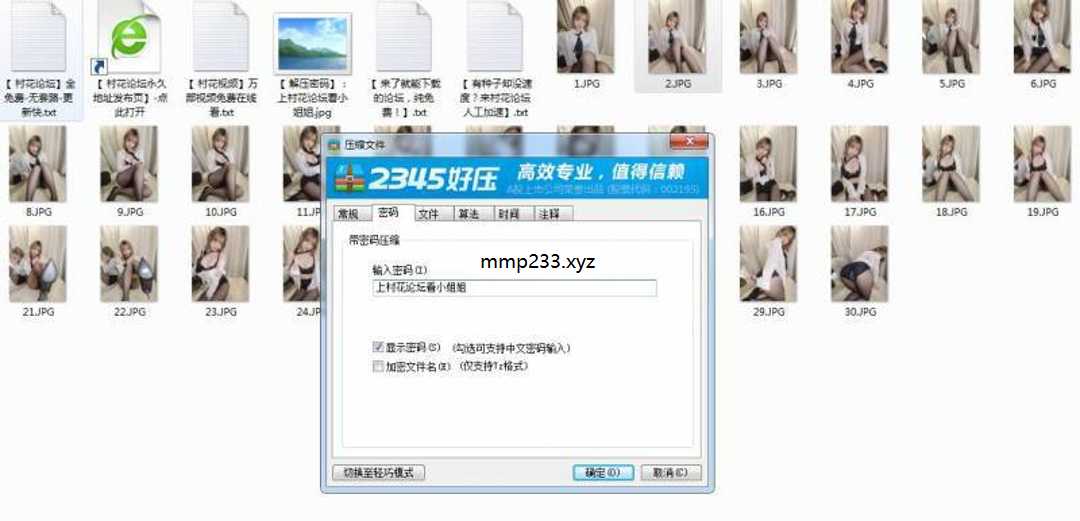 【 村花论坛】全
免费-无套路-更
新快.txt
【 村花论坛永久
地址发布页】-点
此打开
【 村花视频】万
部视频免费在线
看.txt
【 解压密码】：
上村花论坛看小
姐姐.jpg
【 来了就能下载
的论坛，纯免
费！】.txt
【 有种子却没速
度？来村花论坛
人工加速】.txt
1.JPG
2.JPG
3.JPG
4.JPG
5.JPG
6.JPG
8.JPG
9.JPG
10.JPG
11.JP
16.JPG
17.JPG
18.JPG
19.JPG
21.JPG
22.JPG
23.JPG
24.JP
29.JPG
30.JPG
压缩文件
2345好压
高效专业，值得信赖
A股上市公司荣誉出品 (股票代码：002195)
常规 密码 文件 算法 时间 注释
带密码压缩
输入密码(I)
mmp233.xyz
上村花论坛看小姐姐
显示密码(S) (勾选可支持中文密码输入)
加密文件名(E) (仅支持7z格式)
切换至轻巧模式
确定(O)
取消(C)